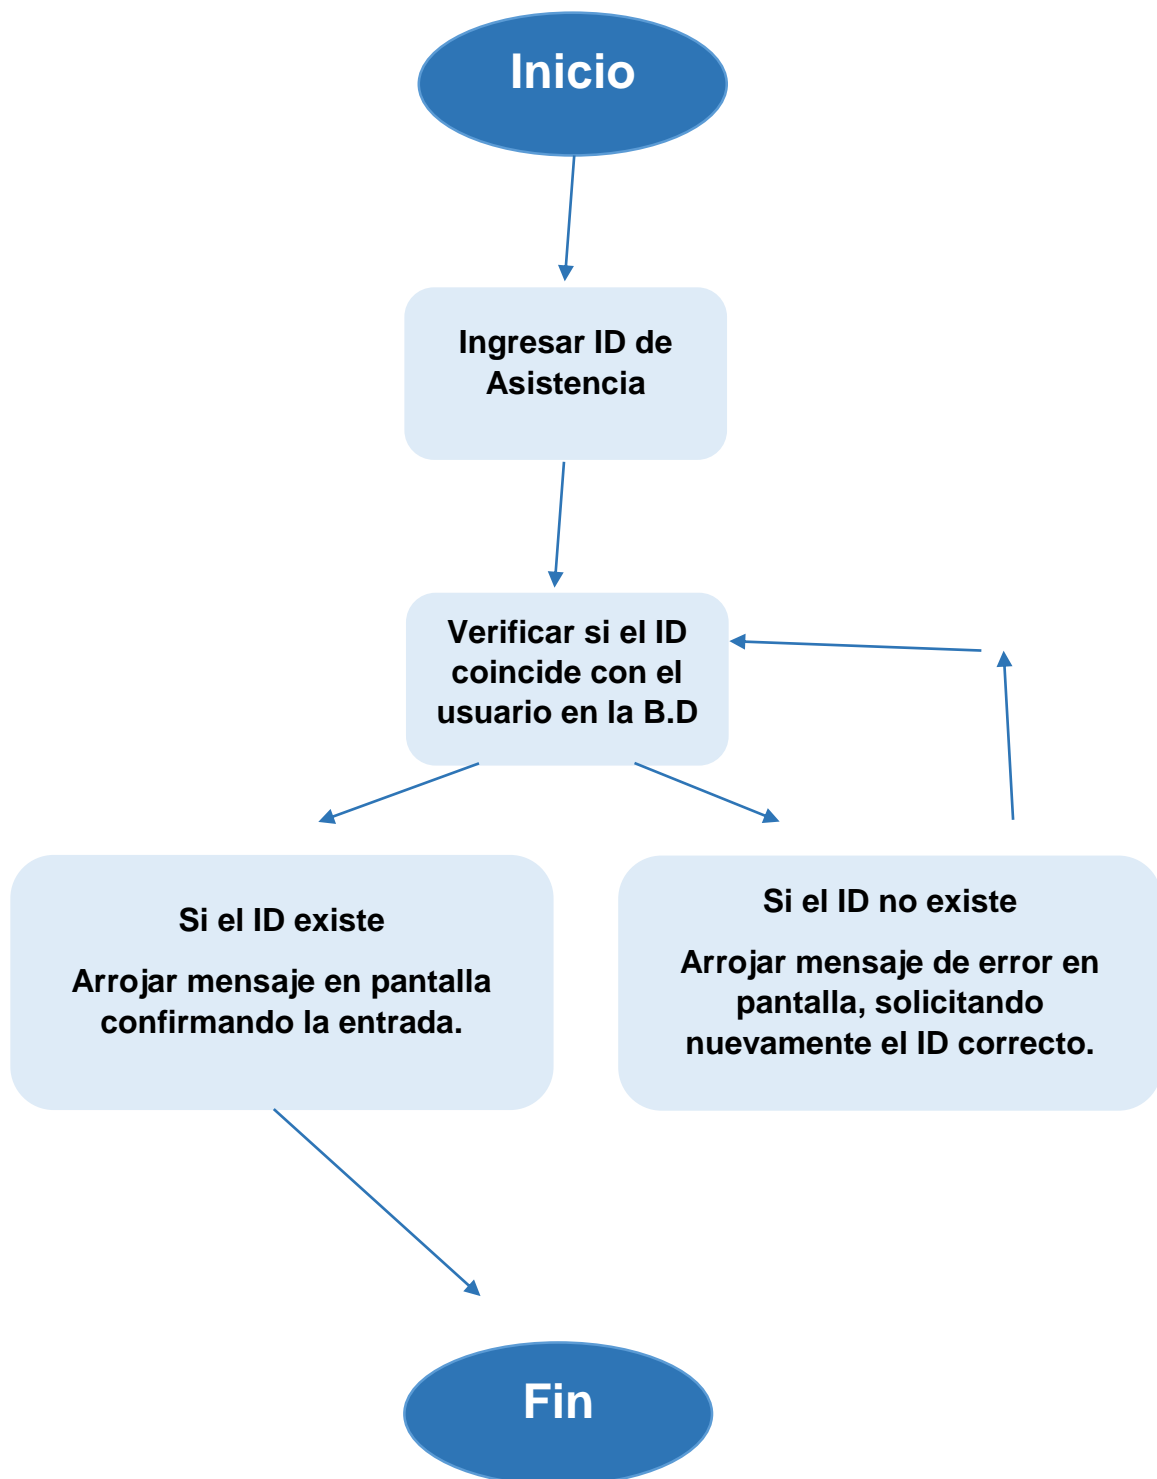 Inicio
Ingresar ID de
Asistencia
Verificar si el ID
coincide con el
usuario en la B.D
Si el ID existe
Arrojar mensaje en pantalla
confirmando la entrada.
Si el ID no existe
Arrojar mensaje de error en
pantalla, solicitando
nuevamente el ID correcto.
Fin